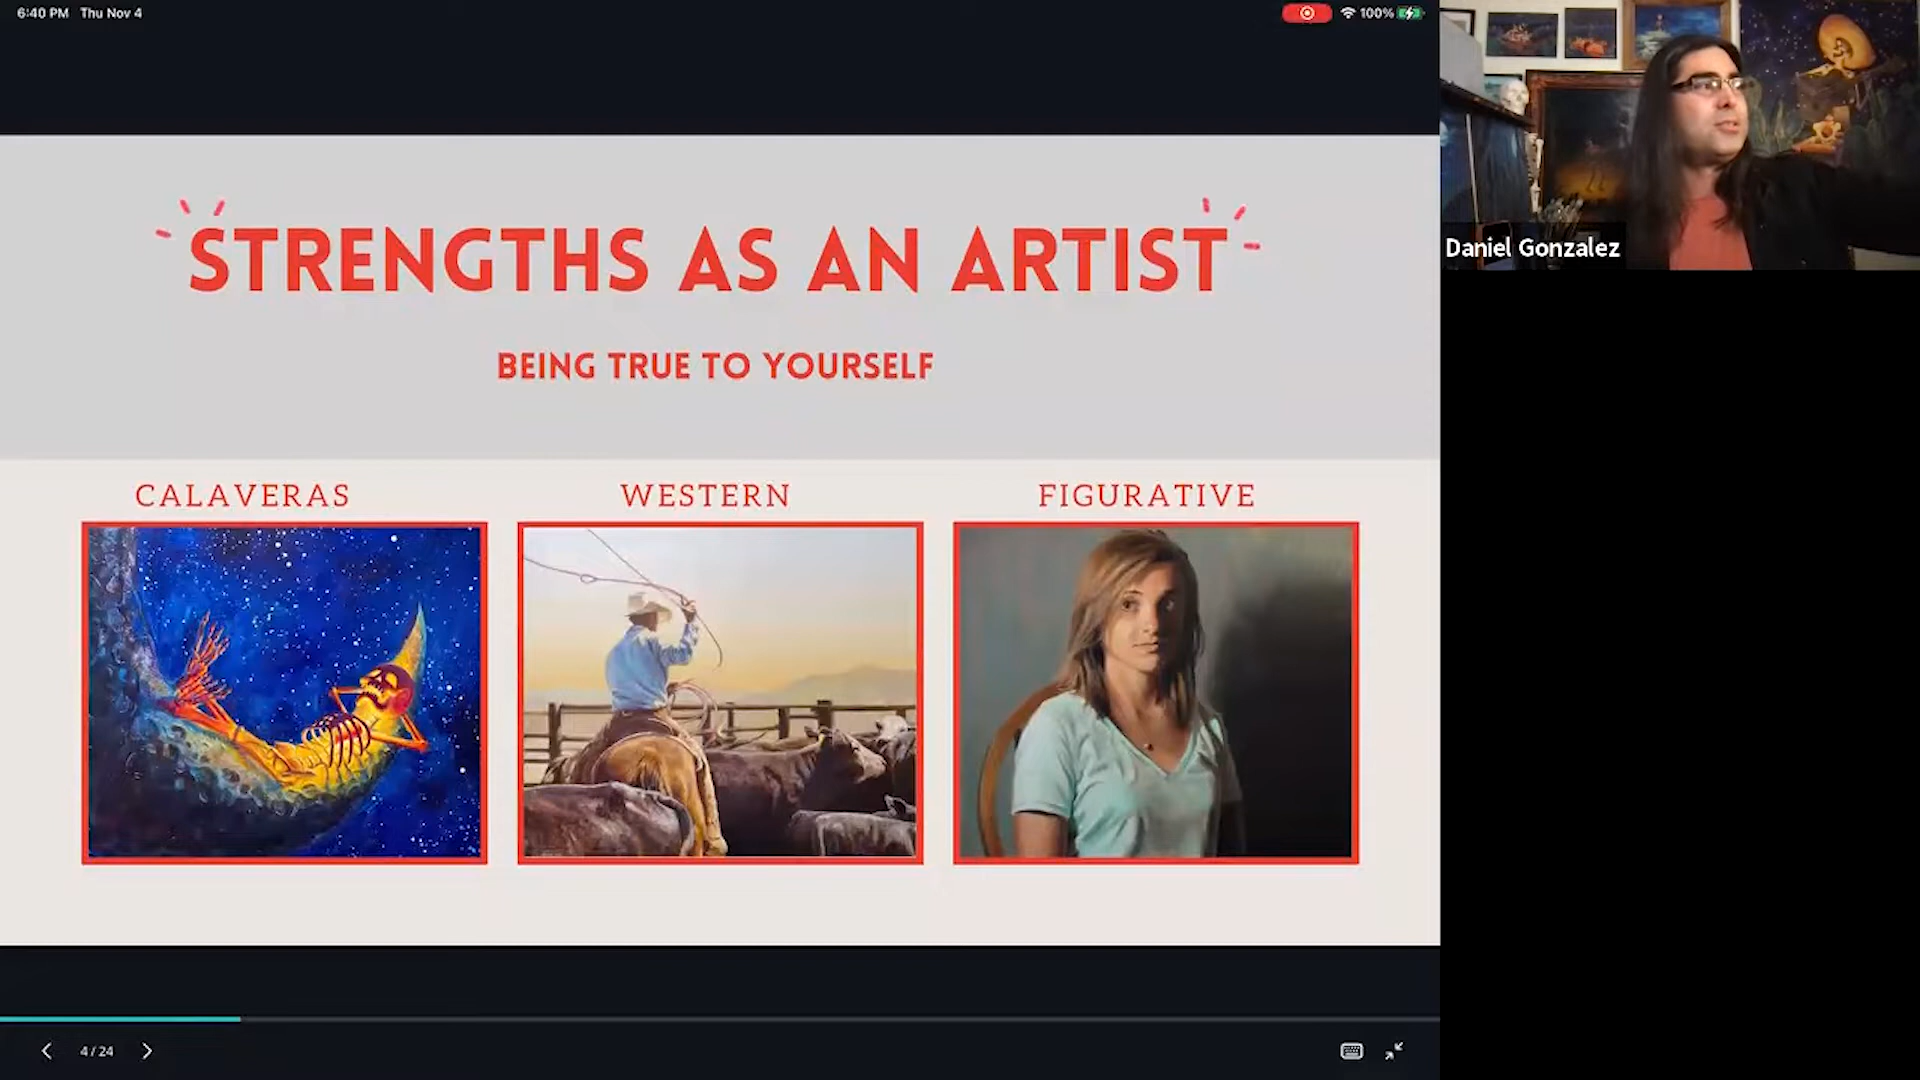 6:40 PM Thu Nov 4
100%
STRENGTHS AS AN ARTIST
BEING TRUE TO YOURSELF
CALAVERAS
WESTERN
FIGURATIVE
4 / 24
Daniel Gonzalez